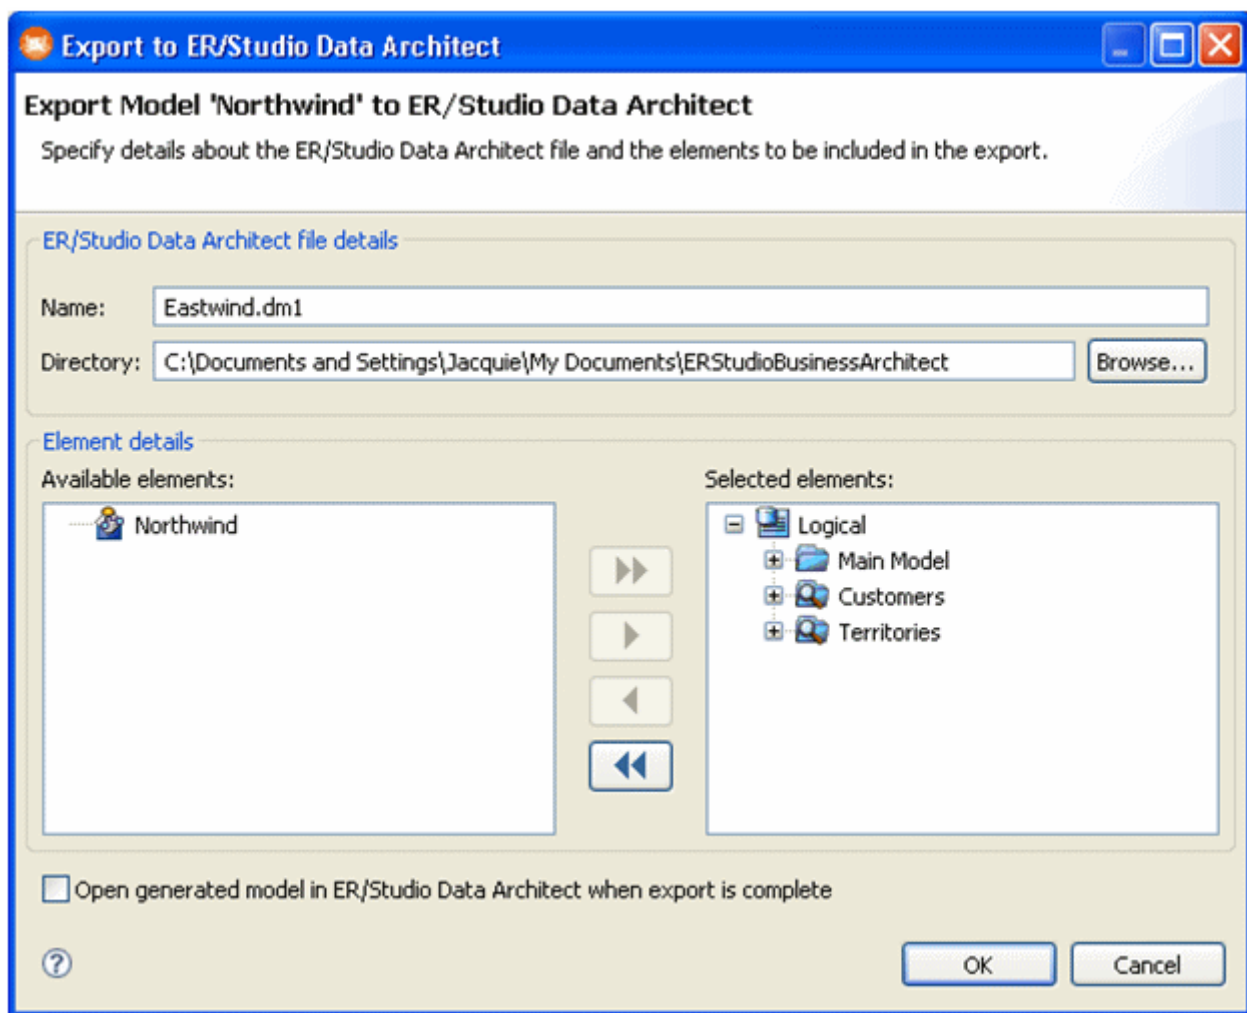 Export to ER/Studio Data Architect
Export Model 'Northwind' to ER/Studio Data Architect
Specify details about the ER/Studio Data Architect file and the elements to be included in the export.
ER/Studio Data Architect file details
Name: Eastwind.dm1
Directory: C:\Documents and Settings\Jacquie\My Documents\ERStudioBusinessArchitect Browse...
Element details
Available elements: Selected elements:
Northwind Logical
Main Model
Customers
Territories
Open generated model in ER/Studio Data Architect when export is complete
? OK Cancel